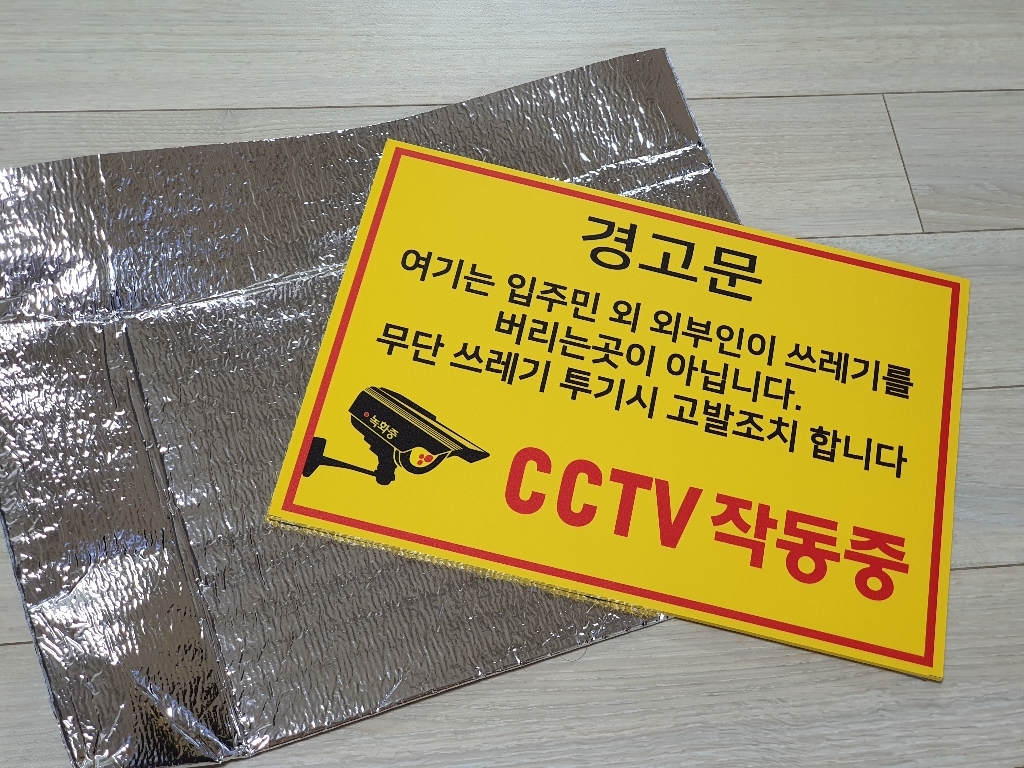 경고문
여기는 입주민 외 외부인이 쓰레기를
버리는곳이 아닙니다.
무단 쓰레기 투기시 고발조치 합니다
녹화중
CCTV 작동중